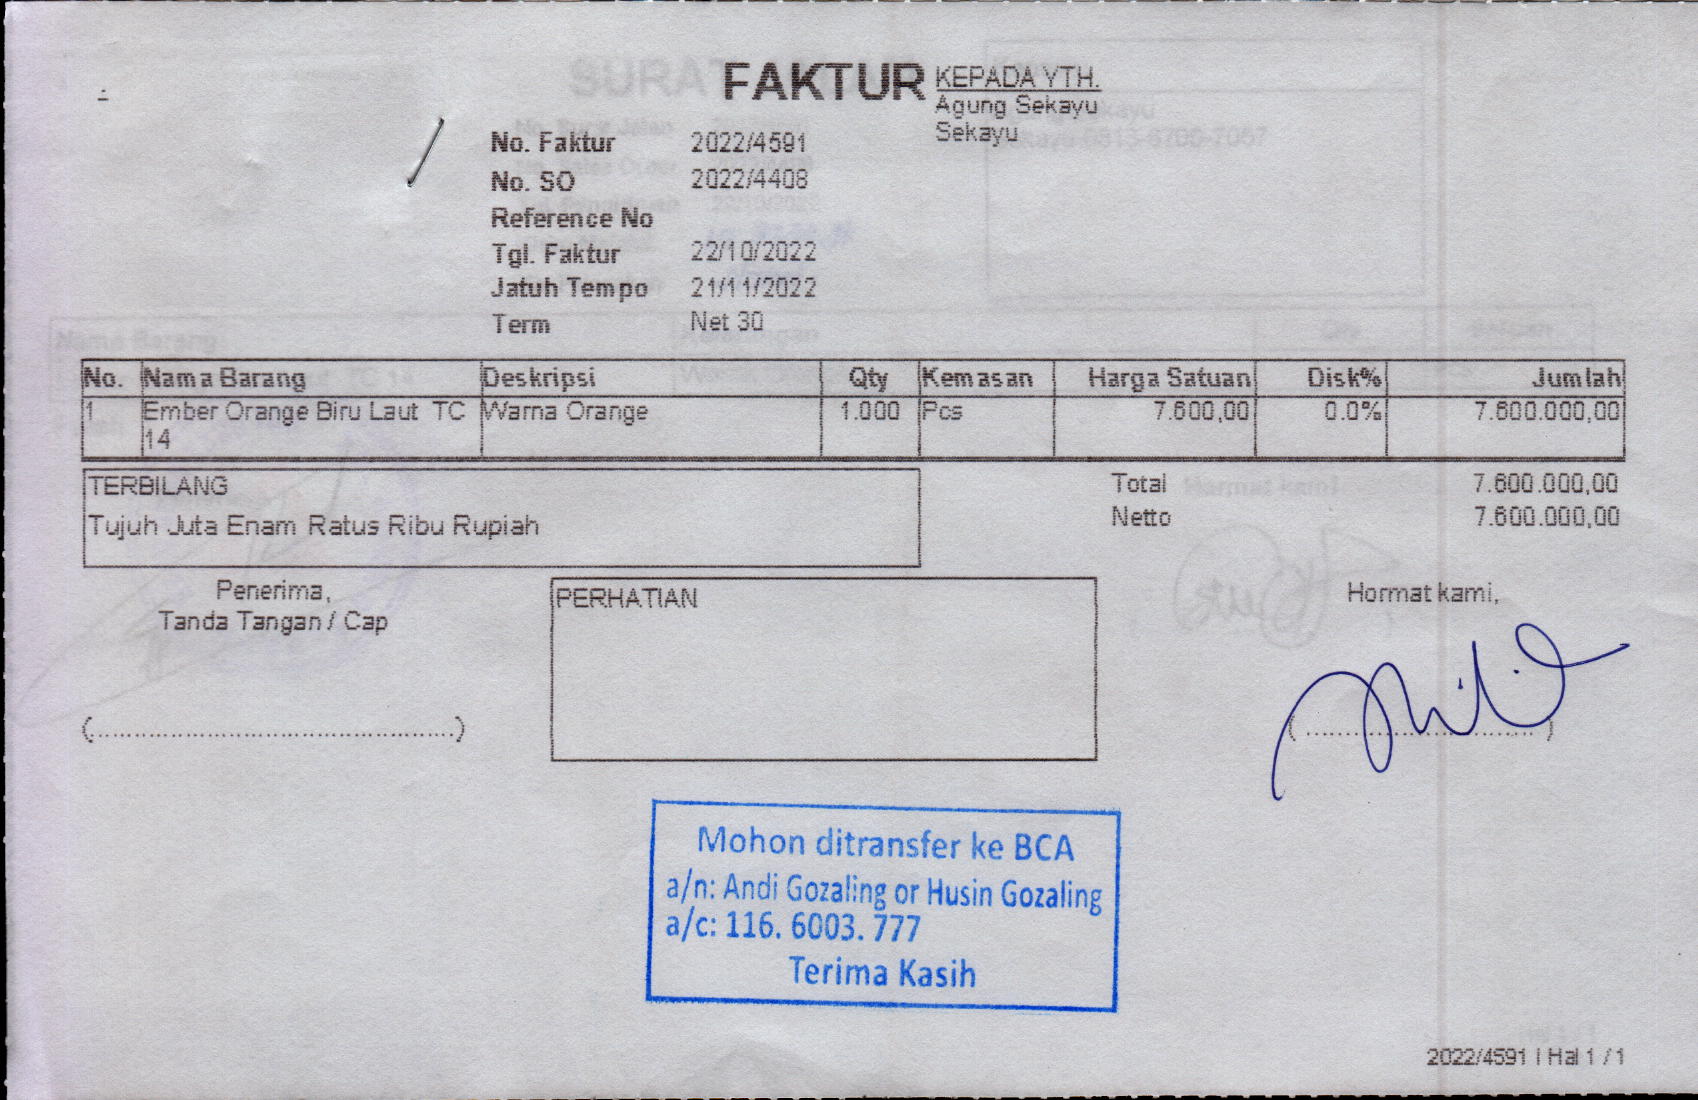 FAKTUR
KEPADA YTH.
Agung Sekayu
Sekayu
No. Faktur 2022/4591
No. SO 2022/4408
Reference No
Tgl. Faktur 22/10/2022
Jatuh Tempo 21/11/2022
Term Net 30
No. Nama Barang Deskripsi Qty Kemasan Harga Satuan Disk% Jumlah
1 Ember Orange Biru Laut TC Warna Orange 1.000 Pcs 7.600,00 0.0% 7.600.000,00
14
TERBILANG
Tujuh Juta Enam Ratus Ribu Rupiah
Total 7.600.000,00
Netto 7.600.000,00
Penerima,
Tanda Tangan / Cap
(..............................................)
PERHATIAN
Hormat kami,
( ................................ )
Mohon ditransfer ke BCA
a/n: Andi Gozaling or Husin Gozaling
a/c: 116. 6003. 777
Terima Kasih
2022/4591 | Hal 1 / 1